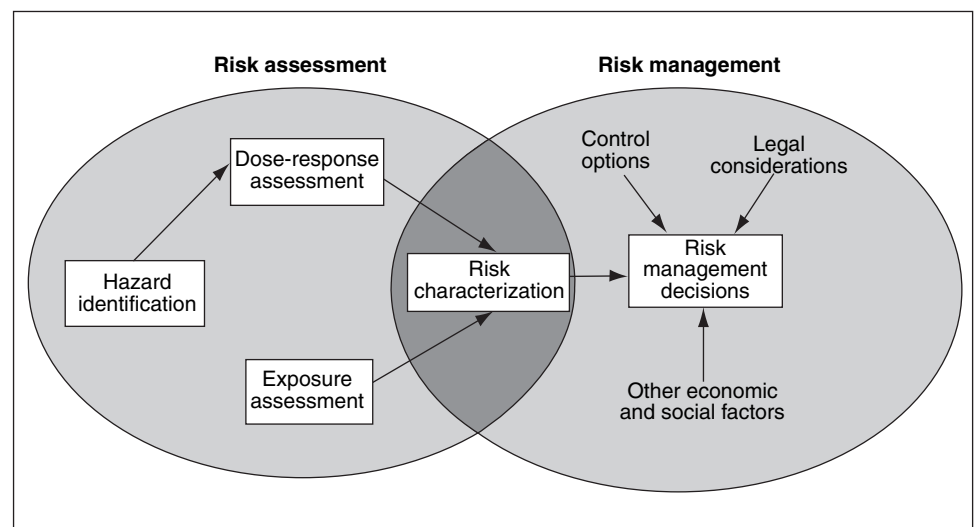 Risk assessment
Risk management
Control
options
Legal
considerations
Dose-response
assessment
Hazard
identification
Risk
characterization
Risk
management
decisions
Exposure
assessment
Other economic
and social factors